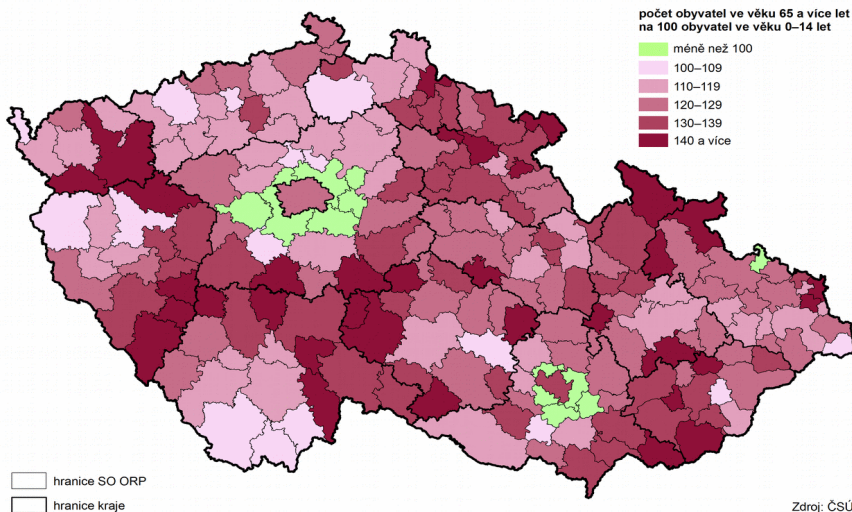 počet obyvatel ve věku 65 a více let
na 100 obyvatel ve věku 0–14 let
méně než 100
100–109
110–119
120–129
130–139
140 a více
hranice SO ORP
hranice kraje
Zdroj: ČSÚ